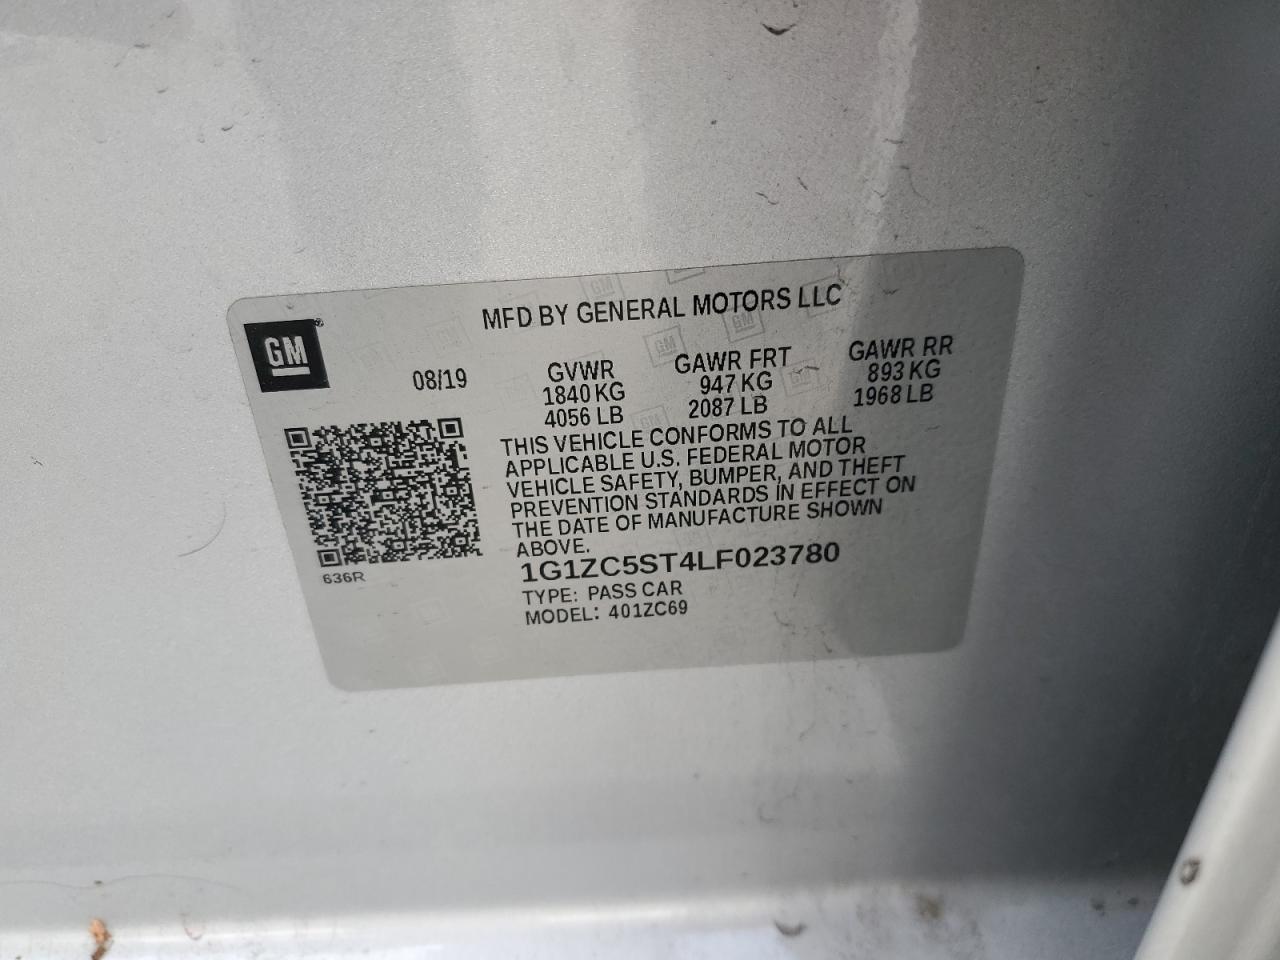 MFD BY GENERAL MOTORS LLC
GM®
08/19
GVWR GAWR FRT GAWR RR
1840 KG 947 KG 893 KG
4056 LB 2087 LB 1968 LB
THIS VEHICLE CONFORMS TO ALL
APPLICABLE U.S. FEDERAL MOTOR
VEHICLE SAFETY, BUMPER, AND THEFT
PREVENTION STANDARDS IN EFFECT ON
THE DATE OF MANUFACTURE SHOWN
ABOVE.
636R
1G1ZC5ST4LF023780
TYPE: PASS CAR
MODEL: 401ZC69